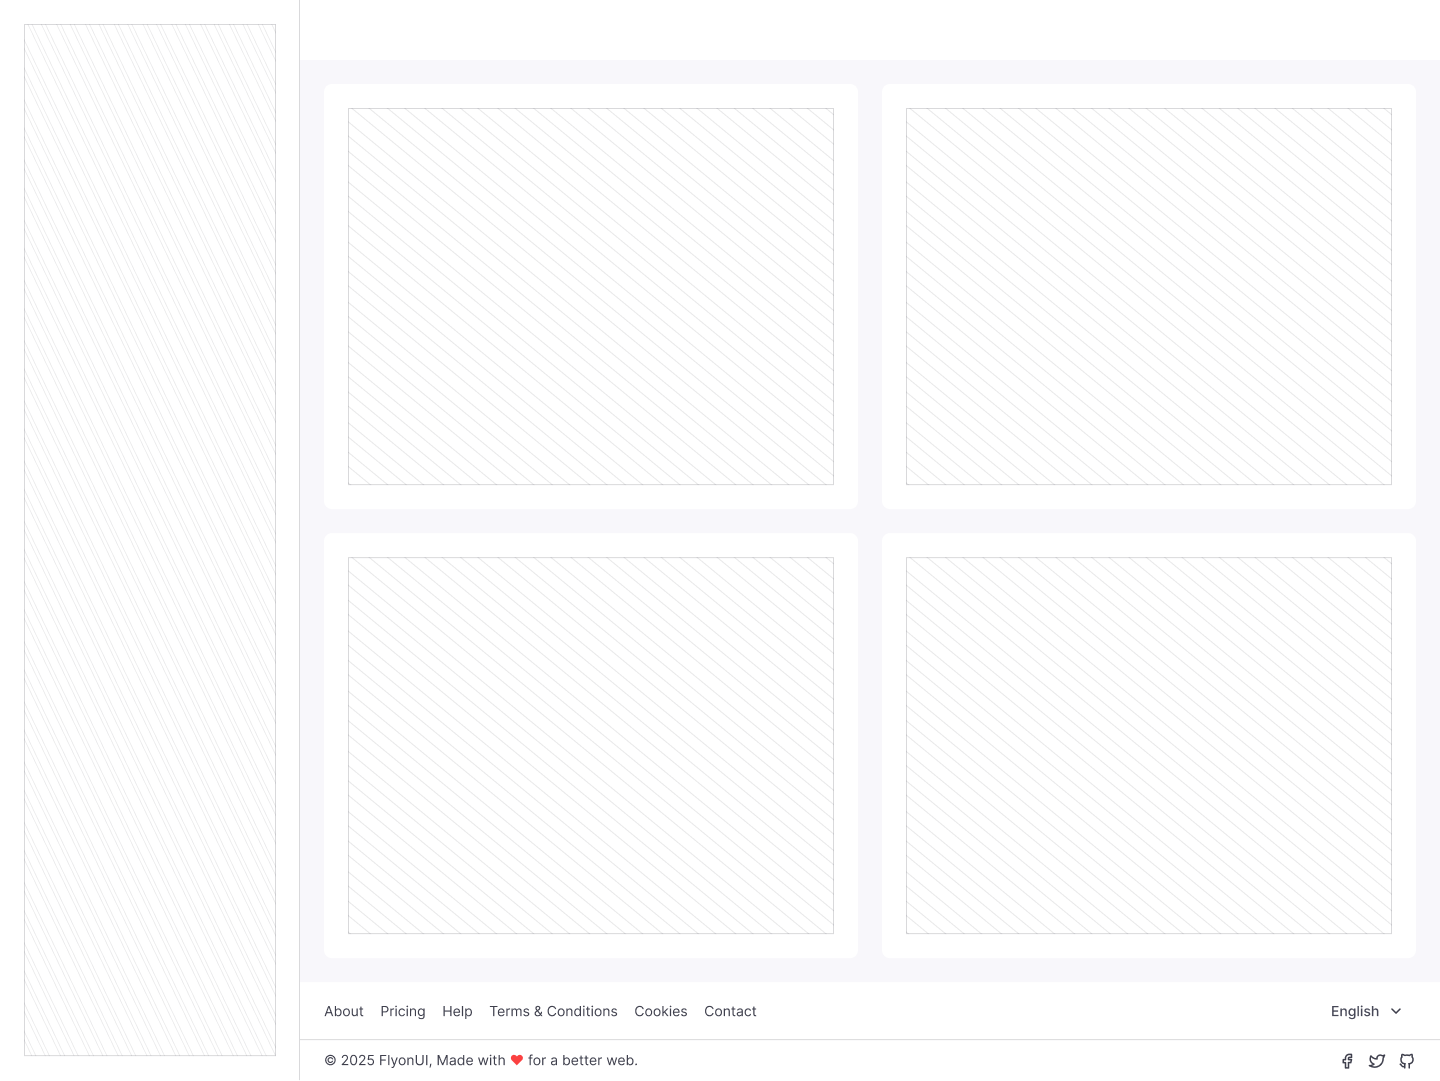 About Pricing Help Terms & Conditions Cookies Contact English
© 2025 FlyonUI, Made with ❤ for a better web.